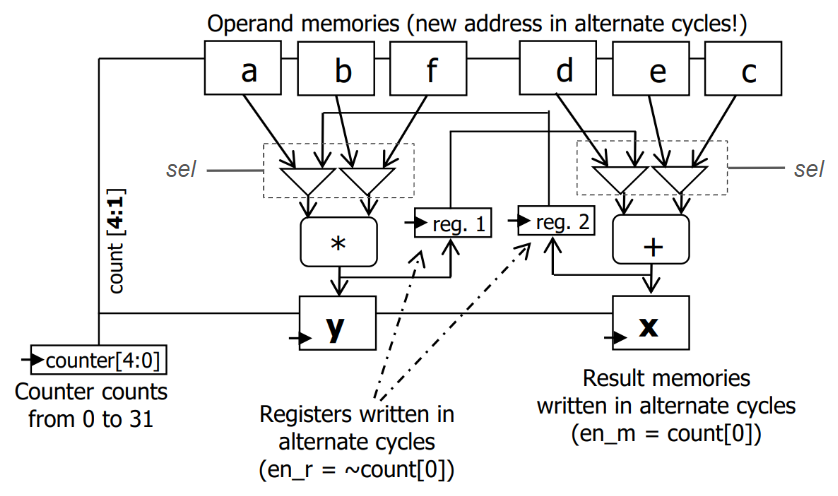 Operand memories (new address in alternate cycles!)
a
b
f
d
e
c
sel
sel
count [4:1]
reg. 1
reg. 2
*
+
y
x
counter[4:0]
Counter counts
from 0 to 31
Registers written in
alternate cycles
(en_r = ~count[0])
Result memories
written in alternate cycles
(en_m = count[0])